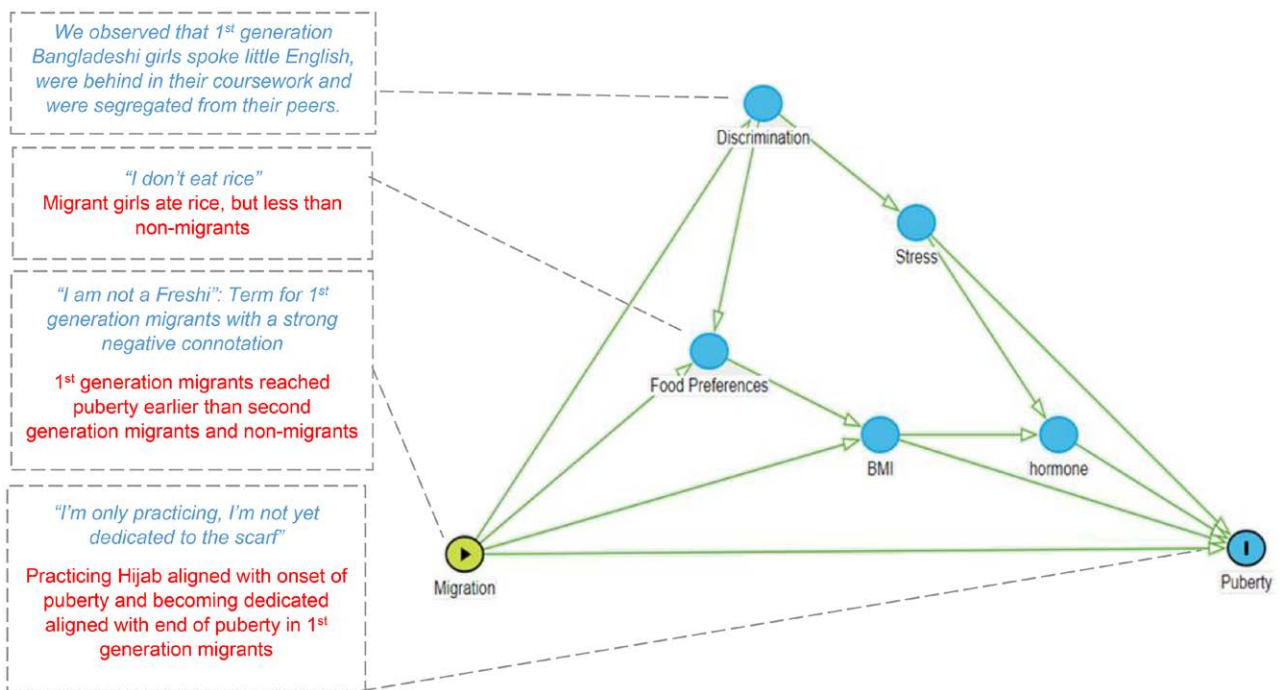 We observed that 1st generation
Bangladeshi girls spoke little English,
were behind in their coursework and
were segregated from their peers.
"I don't eat rice"
Migrant girls ate rice, but less than
non-migrants
"I am not a Freshi": Term for 1st
generation migrants with a strong
negative connotation
1st generation migrants reached
puberty earlier than second
generation migrants and non-migrants
"I'm only practicing, I'm not yet
dedicated to the scarf"
Practicing Hijab aligned with onset of
puberty and becoming dedicated
aligned with end of puberty in 1st
generation migrants
Discrimination
Stress
Food Preferences
BMI
hormone
Migration
Puberty